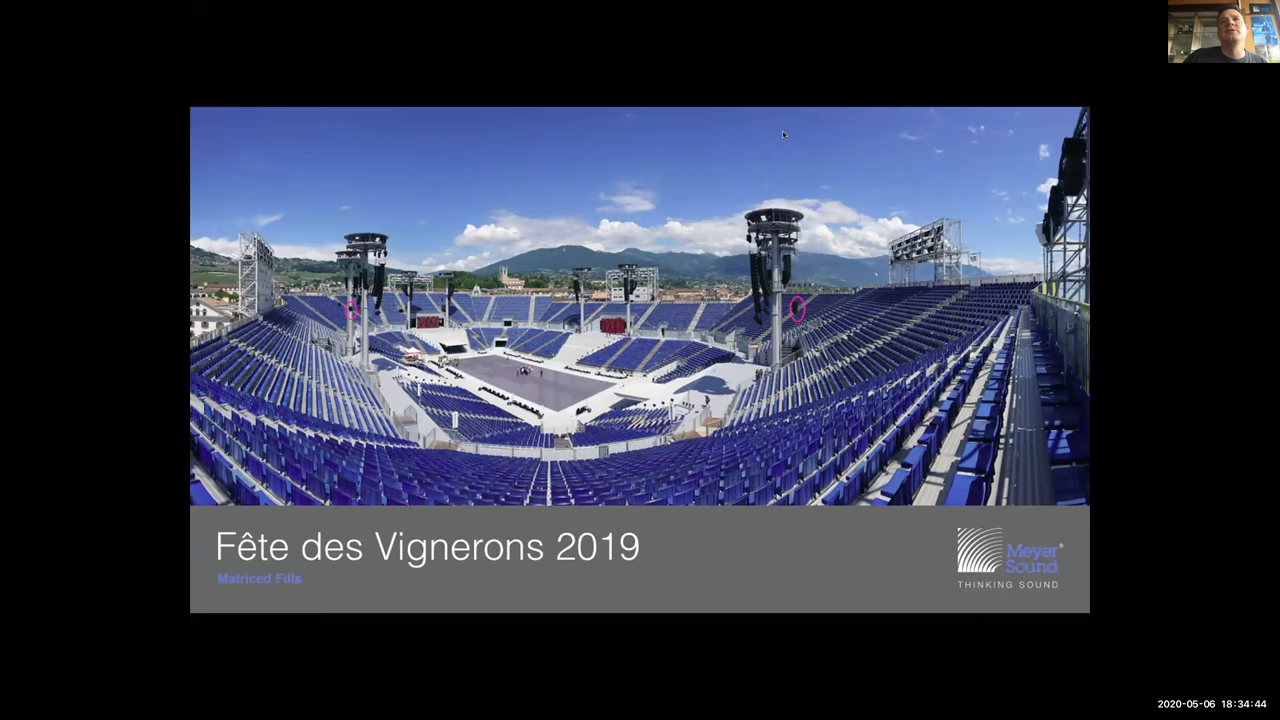 Fête des Vignerons 2019
Matriced Fills
Meyer®
Sound
THINKING SOUND
2020-05-06 18:34:44